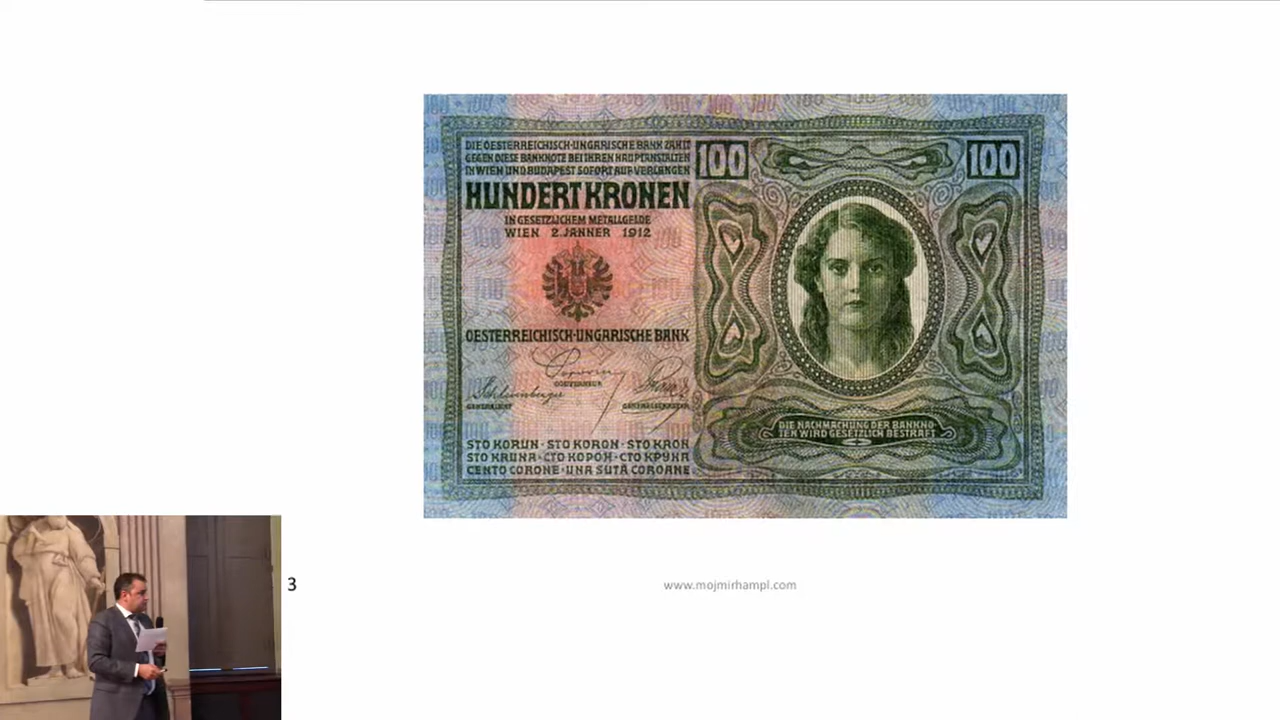 DIE OESTERREICHISCH-UNGARISCHE BANK ZAHLT
GEGEN DIESE BANKNOTE BEI IHREN HAUPTANSTALTEN
IN WIEN UND BUDAPEST SOFORT AUF VERLANGEN
HUNDERT KRONEN
IN GESETZLICHEM METALLGELDE
WIEN 2. JÄNNER 1912
OESTERREICHISCH-UNGARISCHE BANK
GOUVERNEUR
GENERALRAT
GENERALSEKRETÄR
STO KORUN · STO KORON · STO KRON
STO KRUNA · СТО КОРОН · СТО КРУНА
CENTO CORONE · UNA SUTĂ COROANE
100
100
DIE NACHMACHUNG DER BANKNO-
TEN WIRD GESETZLICH BESTRAFT
3
www.mojmirhampl.com